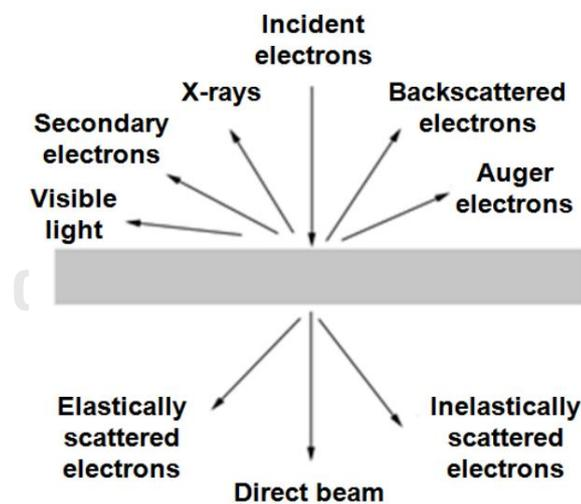 Incident
electrons
X-rays
Backscattered
electrons
Secondary
electrons
Auger
electrons
Visible
light
Elastically
scattered
electrons
Inelastically
scattered
electrons
Direct beam